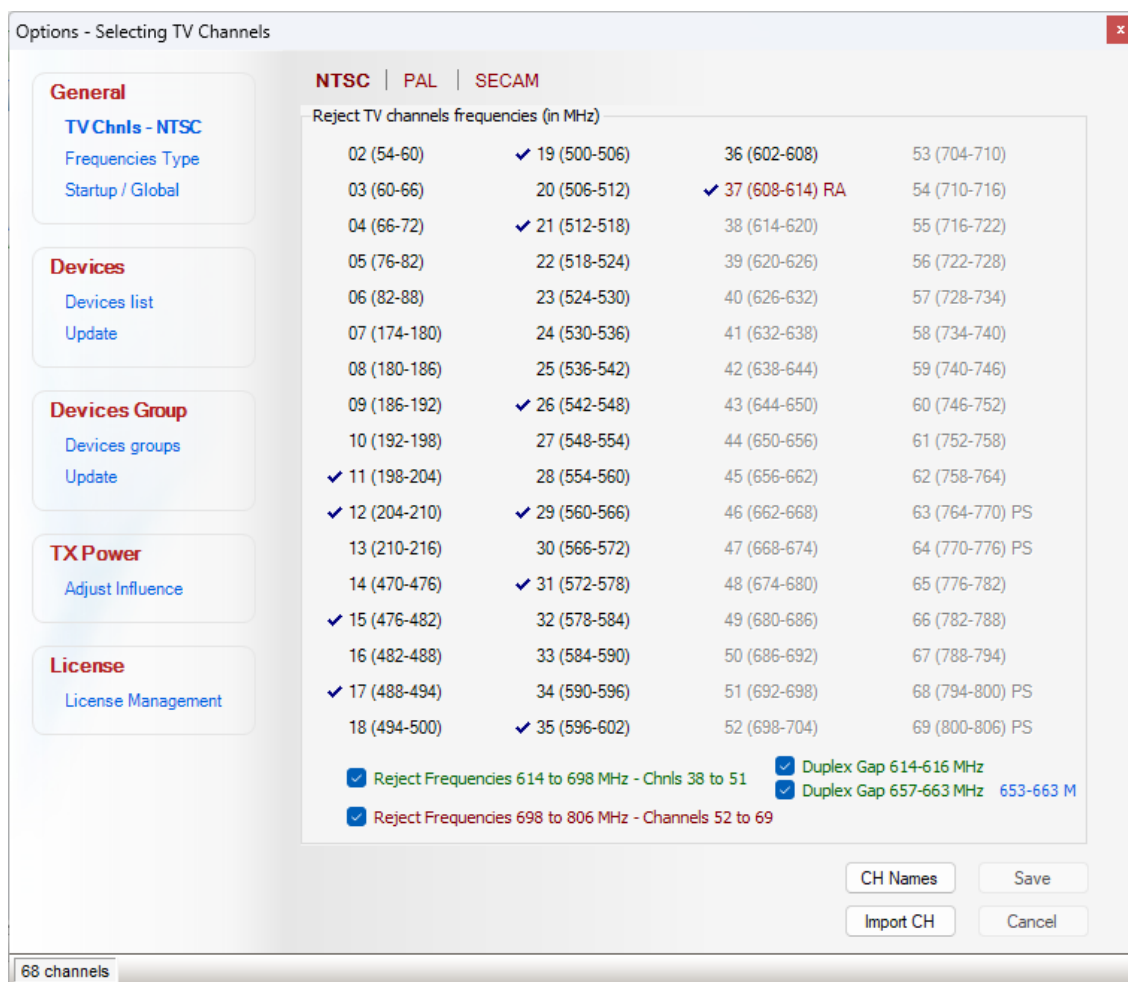 Options - Selecting TV Channels
x
General
TV Chnls - NTSC
Frequencies Type
Startup / Global
Devices
Devices list
Update
Devices Group
Devices groups
Update
TX Power
Adjust Influence
License
License Management
NTSC | PAL | SECAM
Reject TV channels frequencies (in MHz)
02 (54-60)
03 (60-66)
04 (66-72)
05 (76-82)
06 (82-88)
07 (174-180)
08 (180-186)
09 (186-192)
10 (192-198)
11 (198-204)
12 (204-210)
13 (210-216)
14 (470-476)
15 (476-482)
16 (482-488)
17 (488-494)
18 (494-500)
19 (500-506)
20 (506-512)
21 (512-518)
22 (518-524)
23 (524-530)
24 (530-536)
25 (536-542)
26 (542-548)
27 (548-554)
28 (554-560)
29 (560-566)
30 (566-572)
31 (572-578)
32 (578-584)
33 (584-590)
34 (590-596)
35 (596-602)
36 (602-608)
37 (608-614) RA
38 (614-620)
39 (620-626)
40 (626-632)
41 (632-638)
42 (638-644)
43 (644-650)
44 (650-656)
45 (656-662)
46 (662-668)
47 (668-674)
48 (674-680)
49 (680-686)
50 (686-692)
51 (692-698)
52 (698-704)
53 (704-710)
54 (710-716)
55 (716-722)
56 (722-728)
57 (728-734)
58 (734-740)
59 (740-746)
60 (746-752)
61 (752-758)
62 (758-764)
63 (764-770) PS
64 (770-776) PS
65 (776-782)
66 (782-788)
67 (788-794)
68 (794-800) PS
69 (800-806) PS
Reject Frequencies 614 to 698 MHz - Chnls 38 to 51
Duplex Gap 614-616 MHz
Duplex Gap 657-663 MHz 653-663 M
Reject Frequencies 698 to 806 MHz - Channels 52 to 69
CH Names
Save
Import CH
Cancel
68 channels